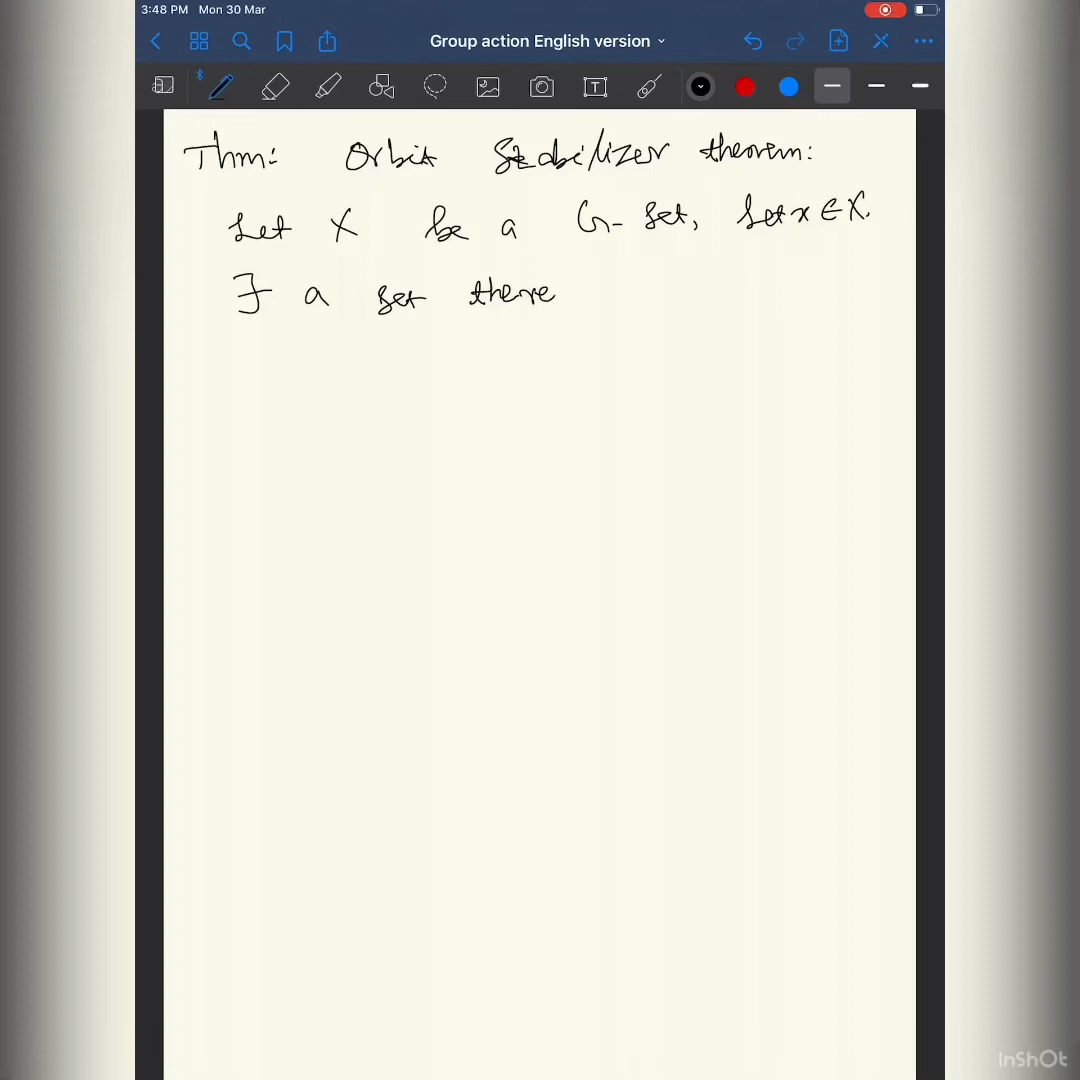 3:48 PM Mon 30 Mar
Group action English version
T
Thm: Orbit Stabilizer theorem:
Let X be a G-set, Let x ∈ X.
∃ a set there
InShOt